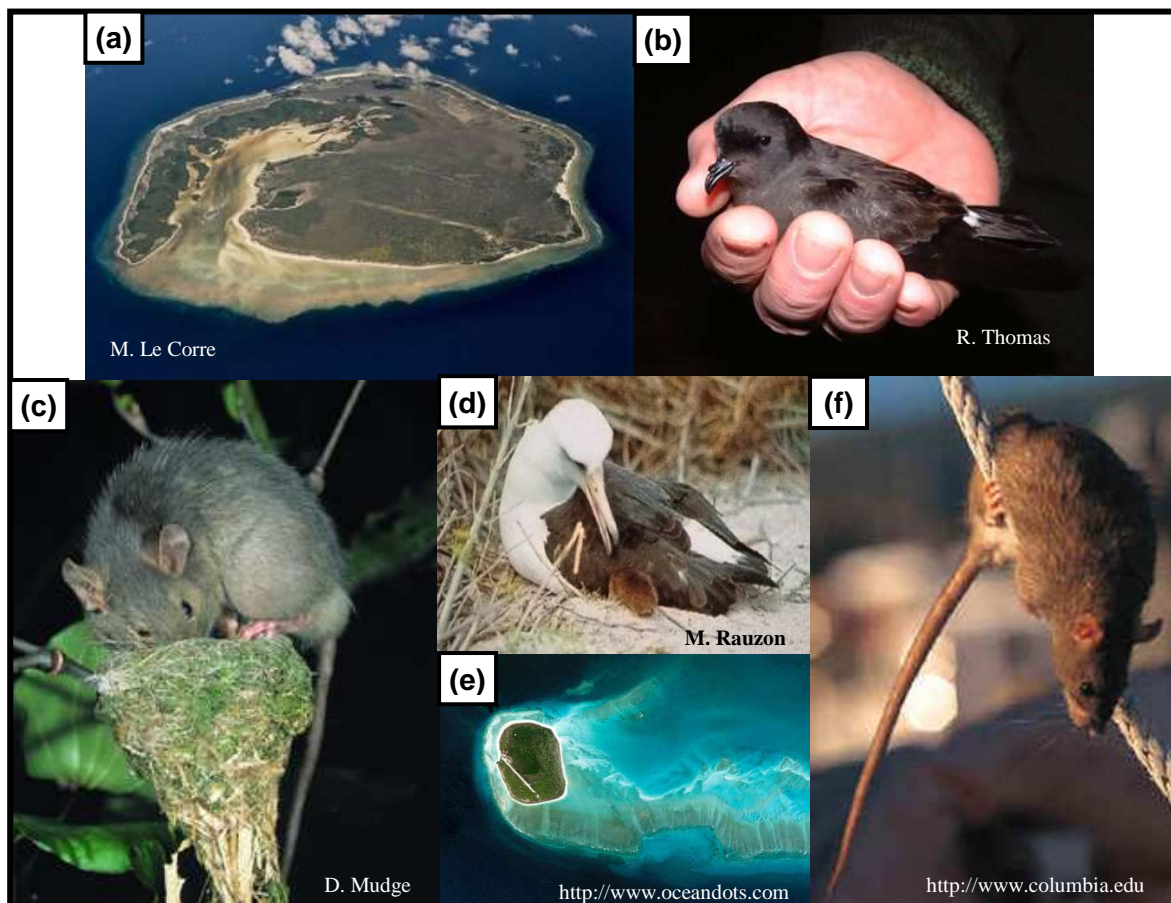 (a)
M. Le Corre
(b)
R. Thomas
(c)
D. Mudge
(d)
M. Rauzon
(e)
http://www.oceandots.com
(f)
http://www.columbia.edu